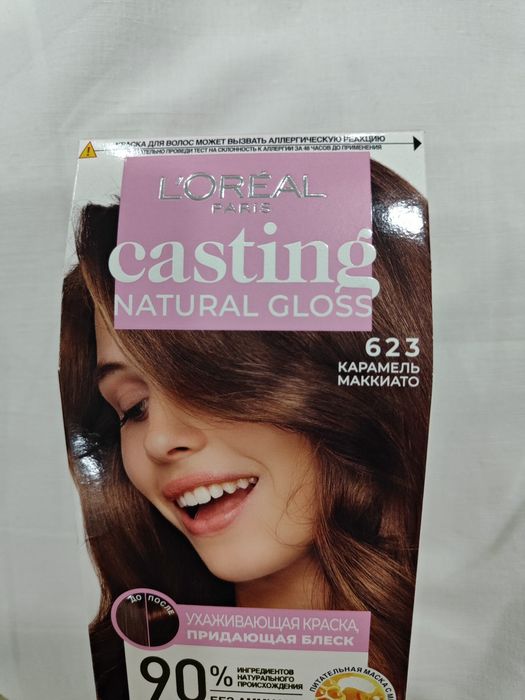 КРАСКА ДЛЯ ВОЛОС МОЖЕТ ВЫЗВАТЬ АЛЛЕРГИЧЕСКУЮ РЕАКЦИЮ
ПРОВЕДИ ТЕСТ НА СКЛОННОСТЬ К АЛЛЕРГИИ ЗА 48 ЧАСОВ ДО ПРИМЕНЕНИЯ
L'ORÉAL
PARIS
casting
NATURAL GLOSS
623
КАРАМЕЛЬ
МАККИАТО
ДО ПОСЛЕ
УХАЖИВАЮЩАЯ КРАСКА,
ПРИДАЮЩАЯ БЛЕСК
90%
ИНГРЕДИЕНТОВ
НАТУРАЛЬНОГО
ПРОИСХОЖДЕНИЯ
ПИТАТЕЛЬНАЯ МАСКА С